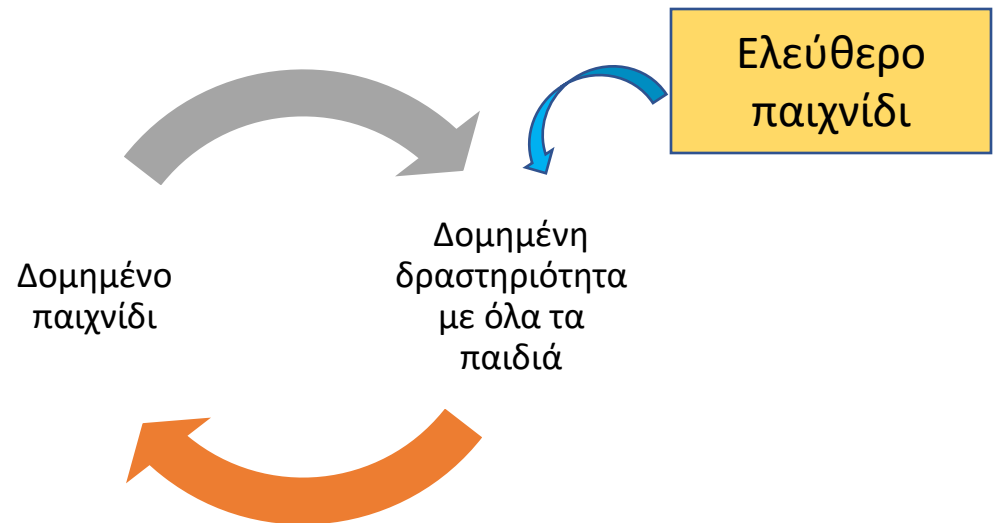 Ελεύθερο
παιχνίδι
Δομημένο
παιχνίδι
Δομημένη
δραστηριότητα
με όλα τα
παιδιά